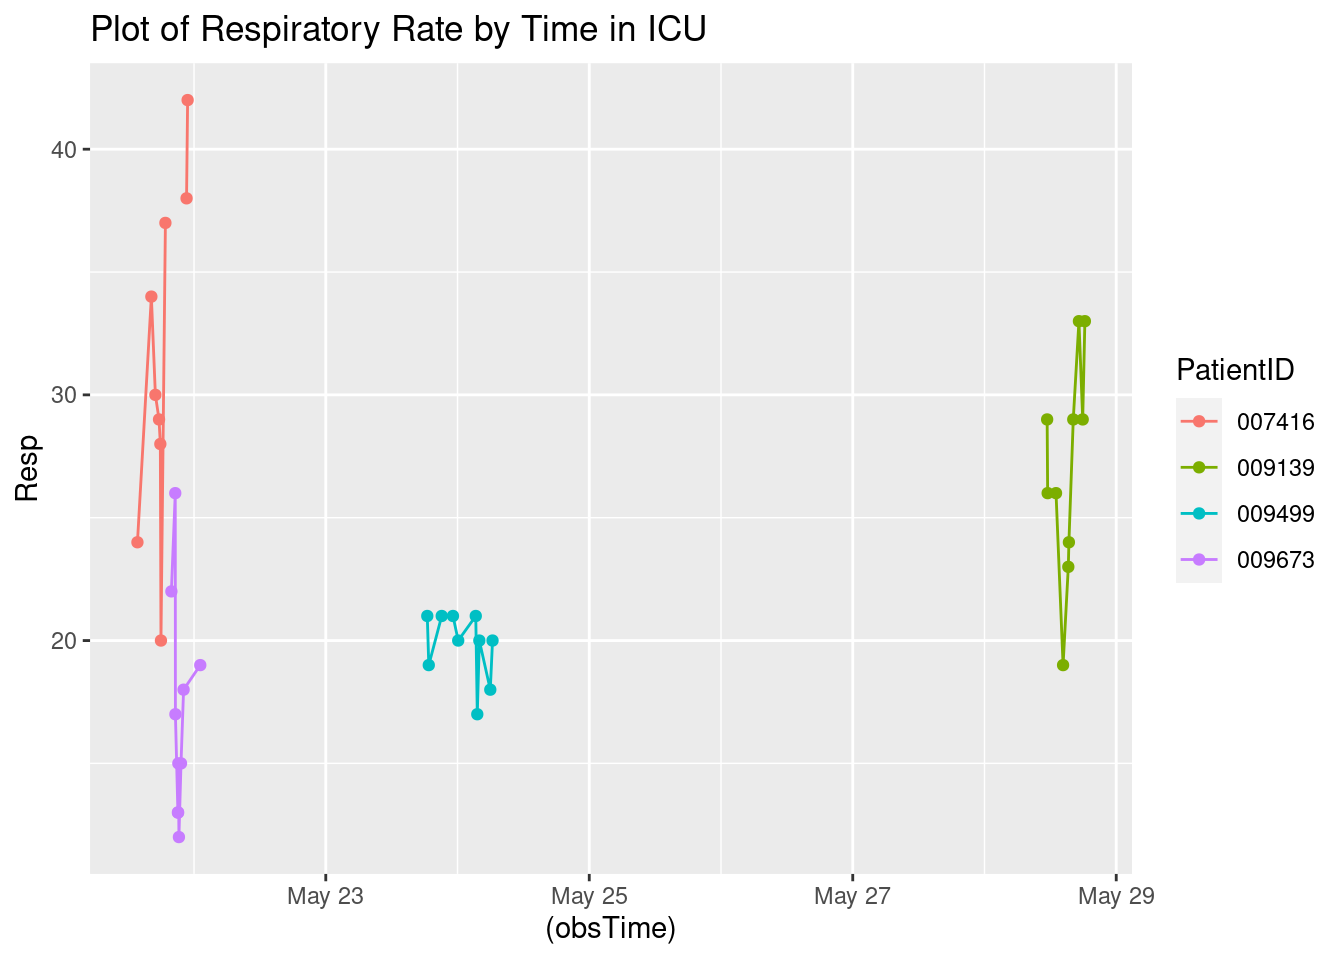 Plot of Respiratory Rate by Time in ICU
Resp
40
30
20
May 23
May 25
May 27
May 29
(obsTime)
PatientID
007416
009139
009499
009673